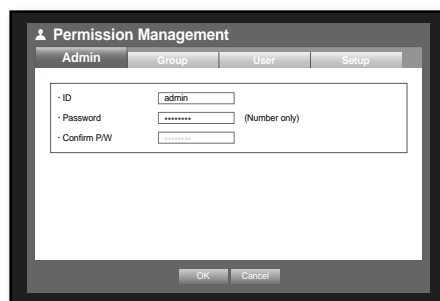 Permission Management
Admin Group User Setup
· ID admin
· Password ******** (Number only)
· Confirm P/W ********
OK Cancel